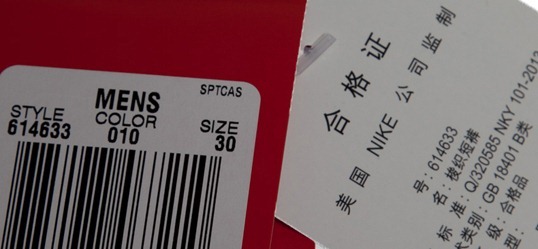 MENS
SPTCAS
STYLE COLOR SIZE
614633 010 30
合格证
美国 NIKE 公司监制
号:614633
名:梭织短裤
标 准:Q/320585 NKY 101-2013
类别:GB 18401 B类
级:合格品
型: